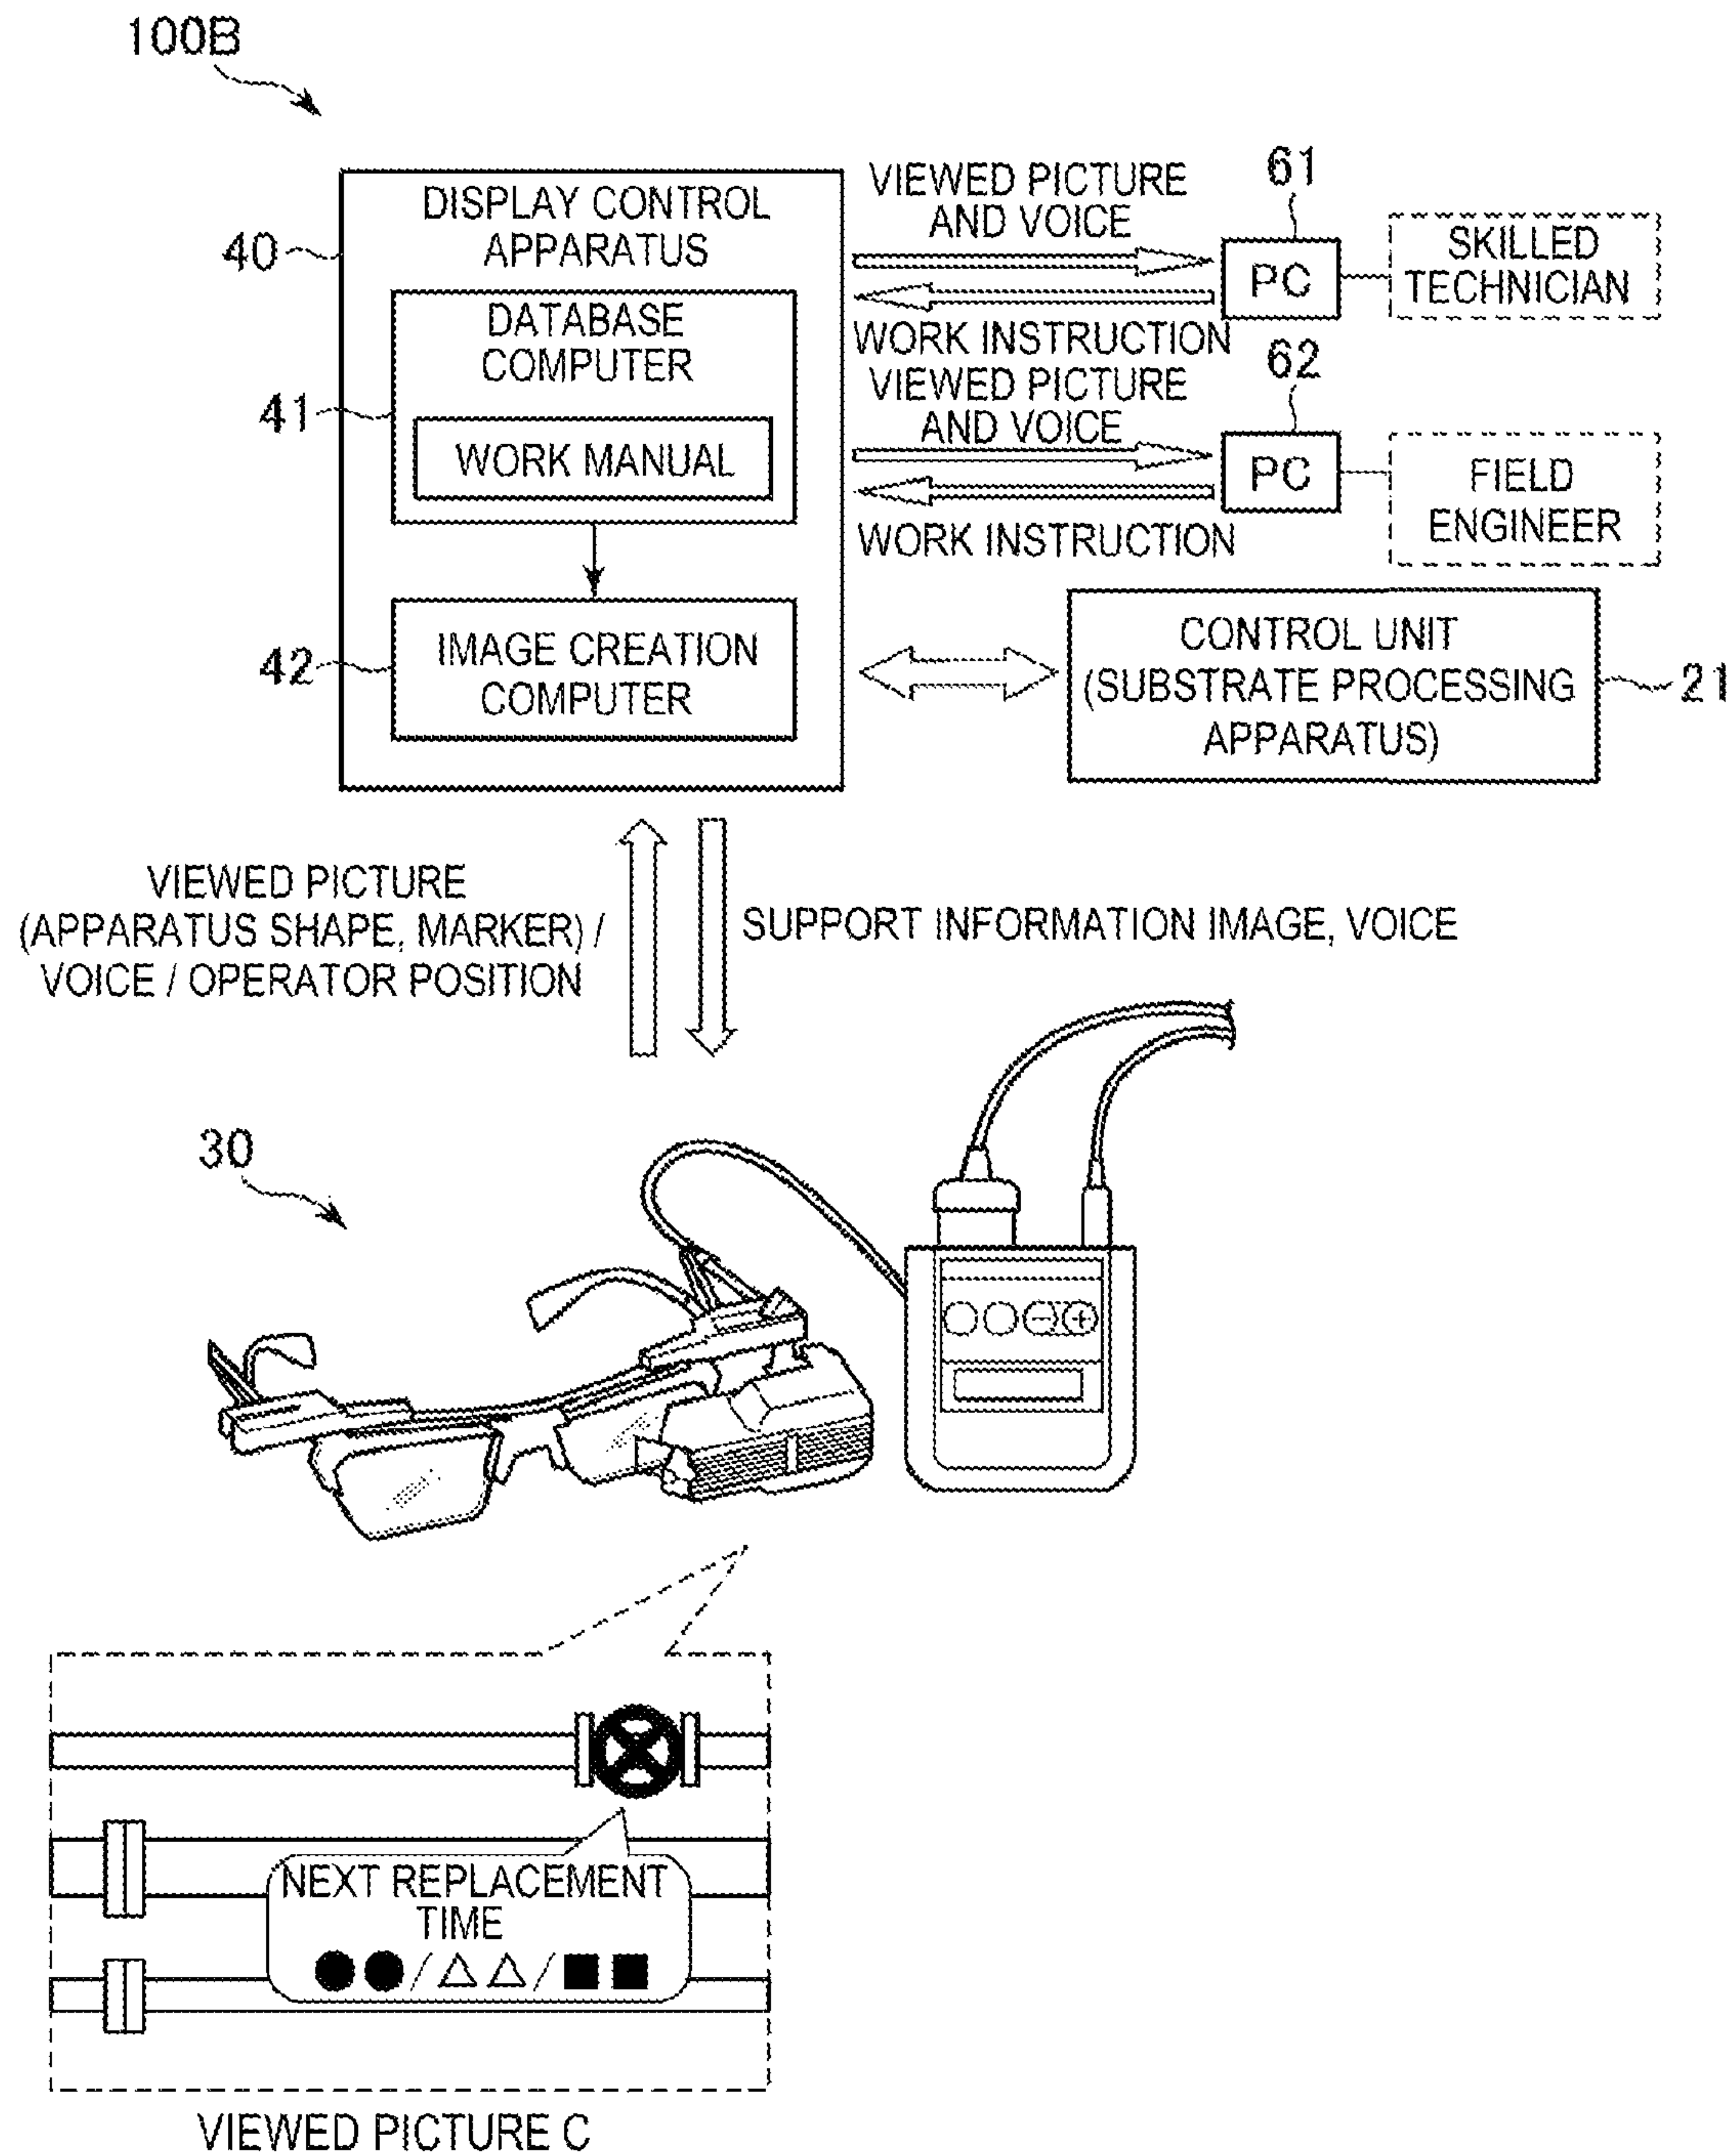 100B
DISPLAY CONTROL
APPARATUS
40
DATABASE
COMPUTER
41
WORK MANUAL
IMAGE CREATION
COMPUTER
42
VIEWED PICTURE
AND VOICE
61
PC
SKILLED
TECHNICIAN
WORK INSTRUCTION
VIEWED PICTURE
AND VOICE
62
PC
FIELD
ENGINEER
WORK INSTRUCTION
CONTROL UNIT
(SUBSTRATE PROCESSING
APPARATUS)
21
VIEWED PICTURE
(APPARATUS SHAPE, MARKER) /
VOICE / OPERATOR POSITION
SUPPORT INFORMATION IMAGE, VOICE
30
− +
NEXT REPLACEMENT
TIME
●●/△△/■■
VIEWED PICTURE C